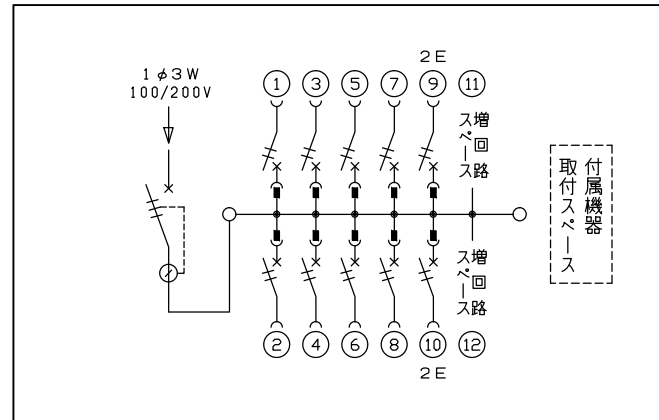 2E
1φ3W
100/200V
① ③ ⑤ ⑦ ⑨ ⑪
増回路
スペース
付属機器
取付スペース
増回路
スペース
② ④ ⑥ ⑧ ⑩ ⑫
2E